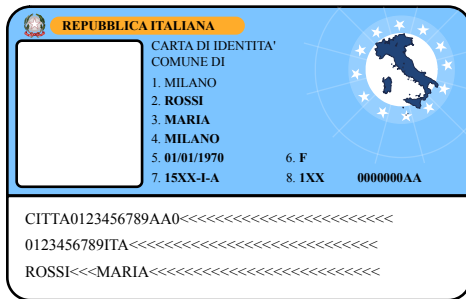 REPUBBLICA ITALIANA
CARTA DI IDENTITA'
COMUNE DI
1. MILANO
2. ROSSI
3. MARIA
4. MILANO
5. 01/01/1970 6. F
7. 15XX-I-A 8. 1XX 0000000AA
CITTA0123456789AA0<<<<<<<<<<<<<<<<<<<<<<<<
0123456789ITA<<<<<<<<<<<<<<<<<<<<<<<<<<<<
ROSSI<<<MARIA<<<<<<<<<<<<<<<<<<<<<<<<<<